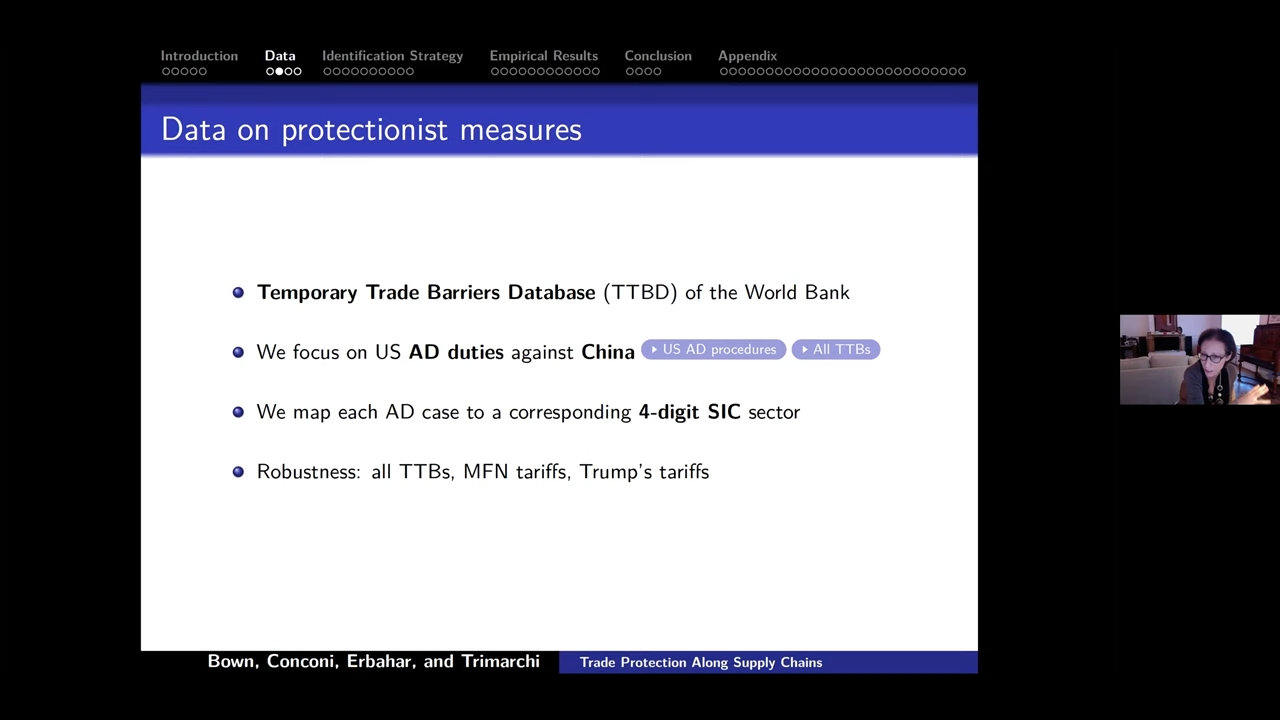 Introduction Data Identification Strategy Empirical Results Conclusion Appendix
Data on protectionist measures
Temporary Trade Barriers Database (TTBD) of the World Bank
We focus on US AD duties against China US AD procedures All TTBs
We map each AD case to a corresponding 4-digit SIC sector
Robustness: all TTBs, MFN tariffs, Trump's tariffs
Bown, Conconi, Erbahar, and Trimarchi Trade Protection Along Supply Chains